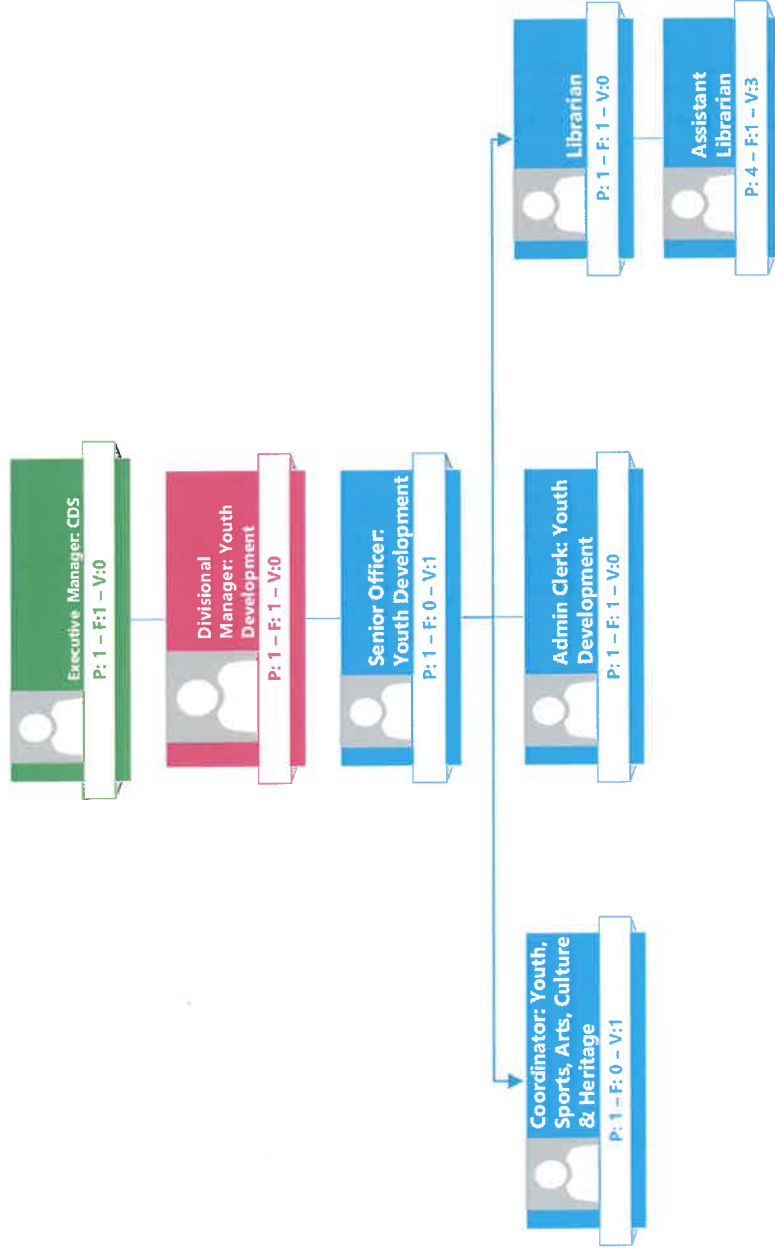 Executive Manager: CDS
P: 1 – F:1 – V:0
Divisional
Manager: Youth
Development
P: 1 – F: 1 – V:0
Senior Officer:
Youth Development
P: 1 – F: 0 – V:1
Coordinator: Youth,
Sports, Arts, Culture
& Heritage
P: 1 – F: 0 – V:1
Admin Clerk: Youth
Development
P: 1 – F: 1 – V:0
Librarian
P: 1 – F: 1 – V:0
Assistant
Librarian
P: 4 – F:1 – V:3